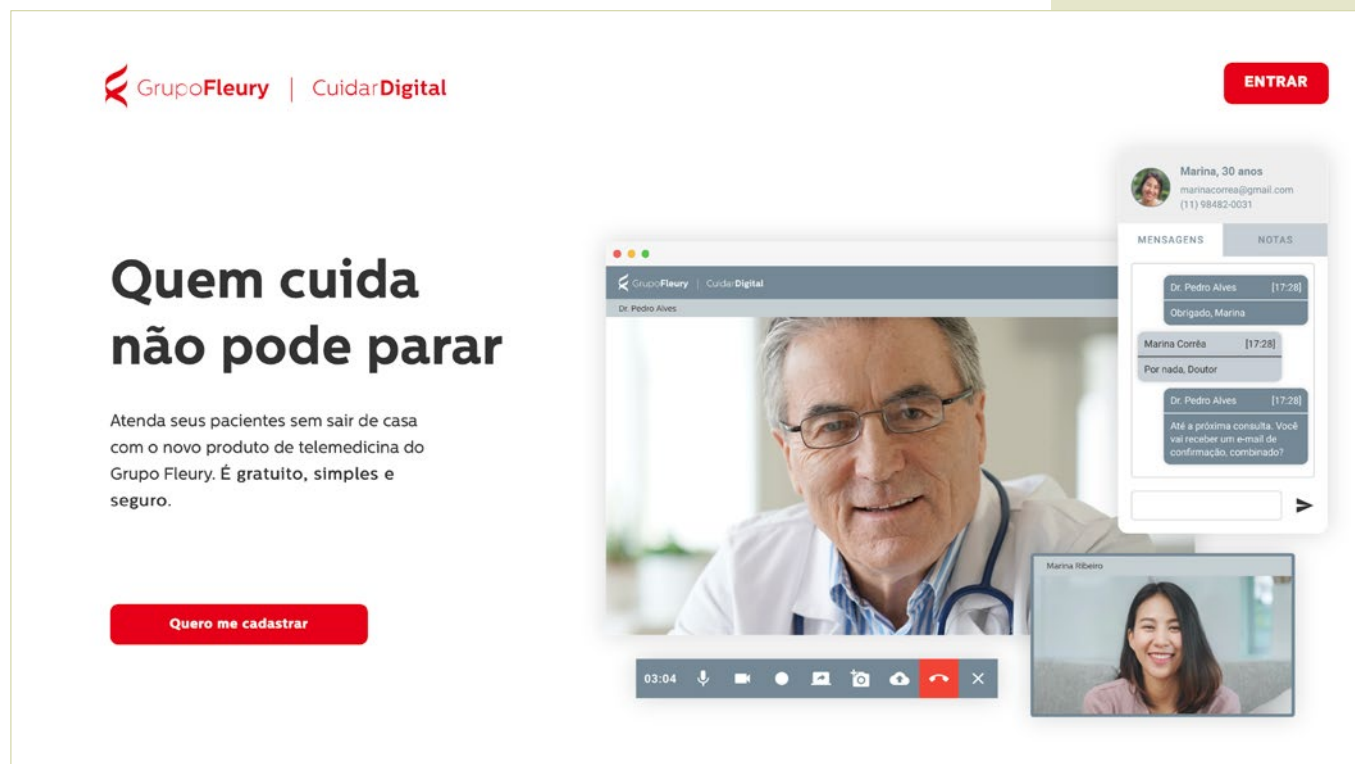 GrupoFleury | CuidarDigital
ENTRAR
Quem cuida
não pode parar
Atenda seus pacientes sem sair de casa
com o novo produto de telemedicina do
Grupo Fleury. É gratuito, simples e
seguro.
Quero me cadastrar
GrupoFleury | CuidarDigital
Dr. Pedro Alves
03:04
Marina, 30 anos
marinacorrea@gmail.com
(11) 98482-0031
MENSAGENS NOTAS
Dr. Pedro Alves [17:28]
Obrigado, Marina
Marina Corrêa [17:28]
Por nada, Doutor
Dr. Pedro Alves [17:28]
Até a próxima consulta. Você
vai receber um e-mail de
confirmação, combinado?
Marina Ribeiro